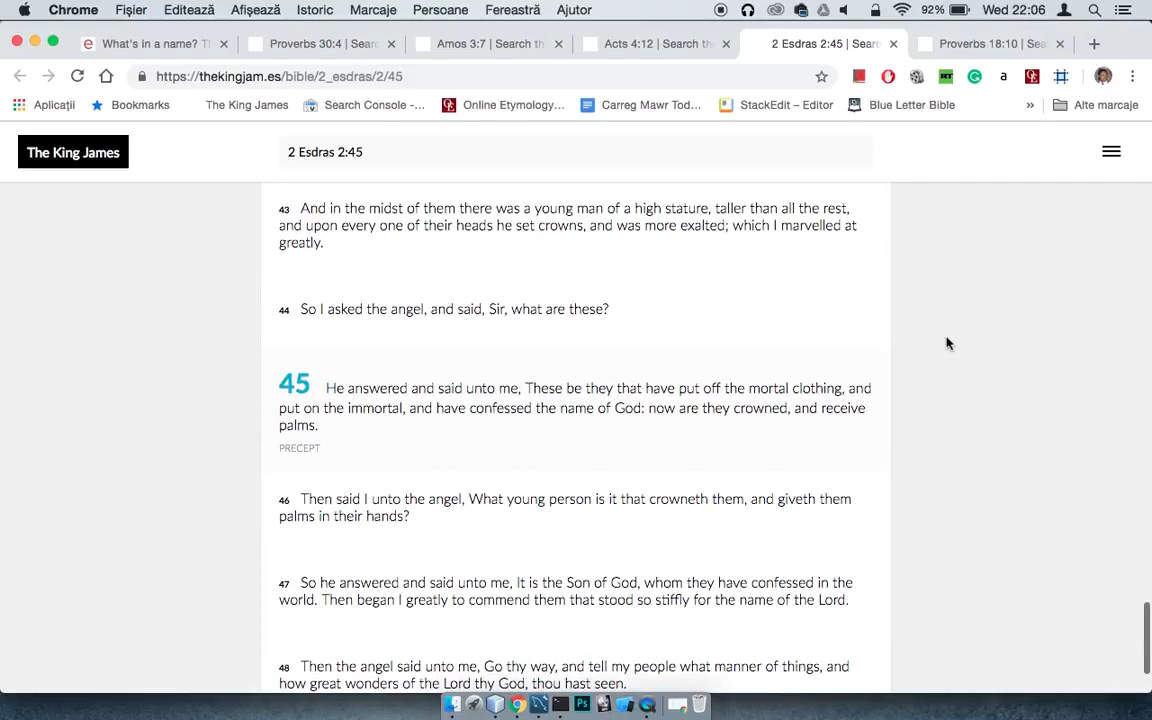 Chrome Fișier Editează Afișează Istoric Marcaje Persoane Fereastră Ajutor 92% Wed 22:06
What's in a name? T Proverbs 30:4 | Search Amos 3:7 | Search th Acts 4:12 | Search the 2 Esdras 2:45 | Searc Proverbs 18:10 | Sea
https://thekingjam.es/bible/2_esdras/2/45
Aplicații Bookmarks The King James Search Console -... Online Etymology... Carreg Mawr Tod... StackEdit – Editor Blue Letter Bible » Alte marcaje
The King James 2 Esdras 2:45
43 And in the midst of them there was a young man of a high stature, taller than all the rest,
and upon every one of their heads he set crowns, and was more exalted; which I marvelled at
greatly.
44 So I asked the angel, and said, Sir, what are these?
45 He answered and said unto me, These be they that have put off the mortal clothing, and
put on the immortal, and have confessed the name of God: now are they crowned, and receive
palms.
PRECEPT
46 Then said I unto the angel, What young person is it that crowneth them, and giveth them
palms in their hands?
47 So he answered and said unto me, It is the Son of God, whom they have confessed in the
world. Then began I greatly to commend them that stood so stiffly for the name of the Lord.
48 Then the angel said unto me, Go thy way, and tell my people what manner of things, and
how great wonders of the Lord thy God, thou hast seen.